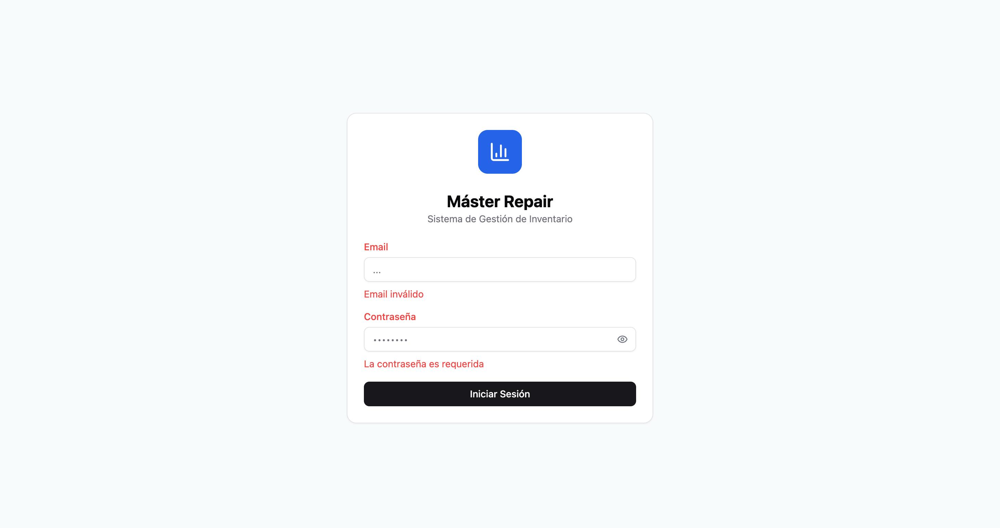 Máster Repair
Sistema de Gestión de Inventario
Email
...
Email inválido
Contraseña
••••••••
La contraseña es requerida
Iniciar Sesión